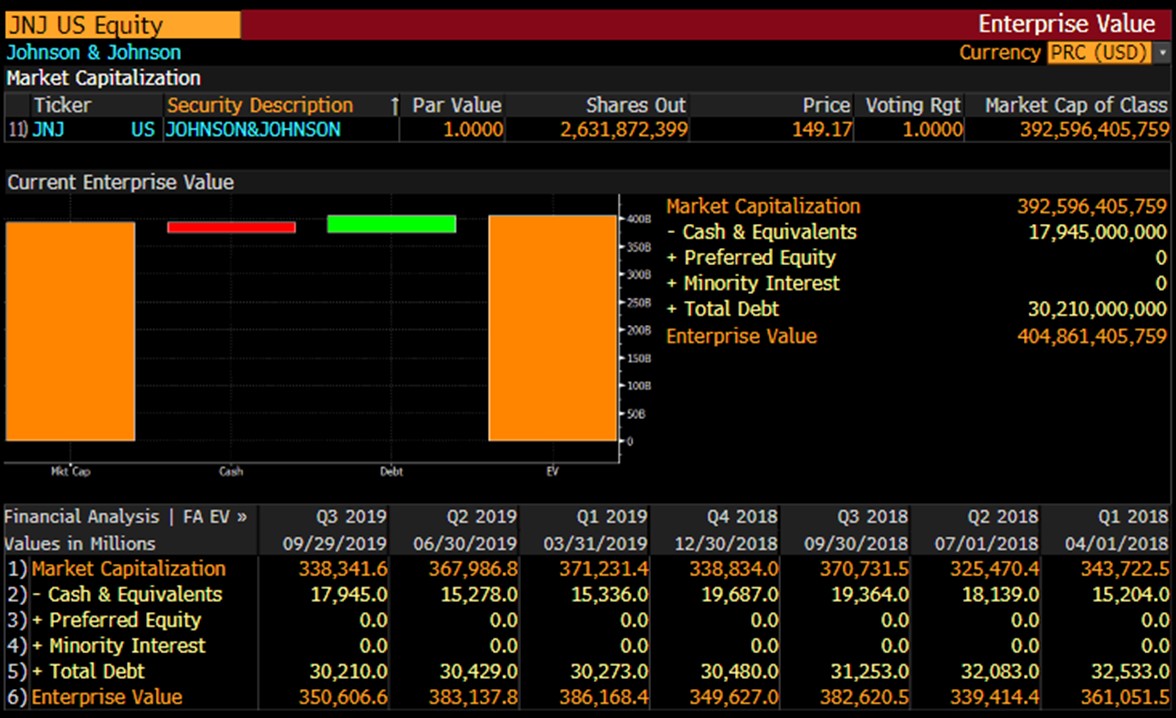 JNJ US Equity Enterprise Value
Johnson & Johnson Currency PRC (USD)
Market Capitalization
Ticker Security Description ↑ Par Value Shares Out Price Voting Rgt Market Cap of Class
11) JNJ US JOHNSON&JOHNSON 1.0000 2,631,872,399 149.17 1.0000 392,596,405,759
Current Enterprise Value
400B
350B
300B
250B
200B
150B
100B
50B
0
Mkt Cap Cash Debt EV
Market Capitalization 392,596,405,759
- Cash & Equivalents 17,945,000,000
+ Preferred Equity 0
+ Minority Interest 0
+ Total Debt 30,210,000,000
Enterprise Value 404,861,405,759
Financial Analysis | FA EV » Q3 2019 Q2 2019 Q1 2019 Q4 2018 Q3 2018 Q2 2018 Q1 2018
Values in Millions 09/29/2019 06/30/2019 03/31/2019 12/30/2018 09/30/2018 07/01/2018 04/01/2018
1) Market Capitalization 338,341.6 367,986.8 371,231.4 338,834.0 370,731.5 325,470.4 343,722.5
2) - Cash & Equivalents 17,945.0 15,278.0 15,336.0 19,687.0 19,364.0 18,139.0 15,204.0
3) + Preferred Equity 0.0 0.0 0.0 0.0 0.0 0.0 0.0
4) + Minority Interest 0.0 0.0 0.0 0.0 0.0 0.0 0.0
5) + Total Debt 30,210.0 30,429.0 30,273.0 30,480.0 31,253.0 32,083.0 32,533.0
6) Enterprise Value 350,606.6 383,137.8 386,168.4 349,627.0 382,620.5 339,414.4 361,051.5